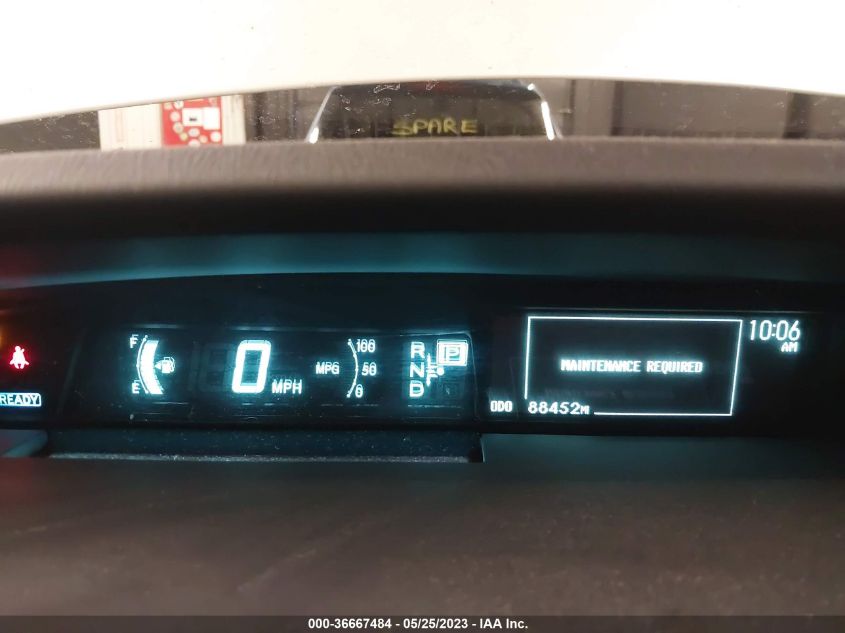 SPARE
F
E
0 MPH
MPG
100
50
0
R
N
D
P
READY
MAINTENANCE REQUIRED
10:06
AM
ODO 88452MI
000-36667484 - 05/25/2023 - IAA Inc.